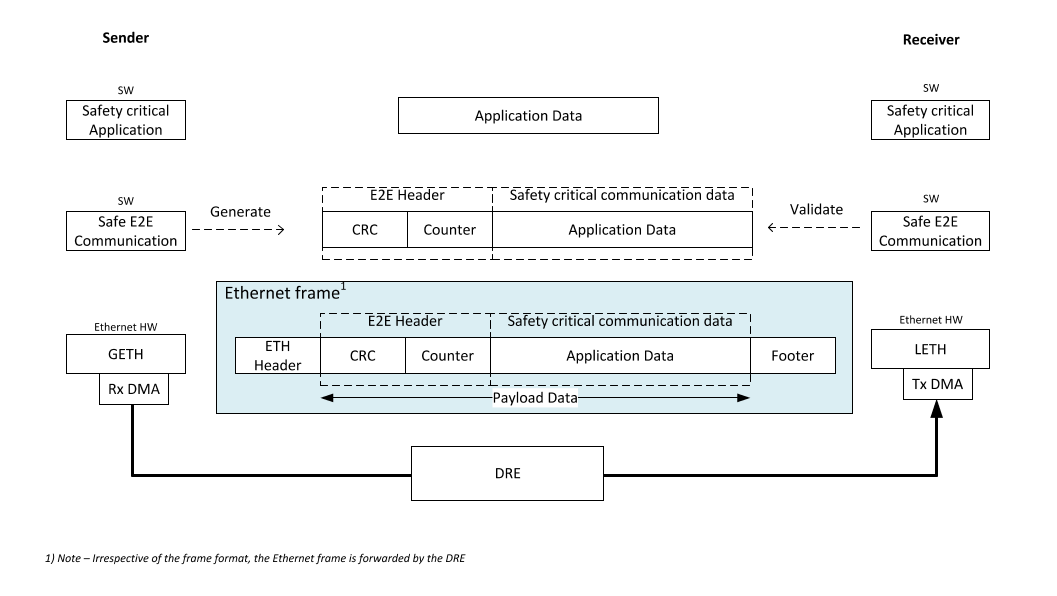 Sender
Receiver
SW
SW
Safety critical
Application
Application Data
Safety critical
Application
SW
E2E Header
Safety critical communication data
SW
Safe E2E
Communication
Generate
CRC
Counter
Application Data
Validate
Safe E2E
Communication
Ethernet frame1
Ethernet HW
E2E Header
Safety critical communication data
Ethernet HW
GETH
ETH
Header
CRC
Counter
Application Data
Footer
LETH
Rx DMA
Payload Data
Tx DMA
DRE
1) Note – Irrespective of the frame format, the Ethernet frame is forwarded by the DRE